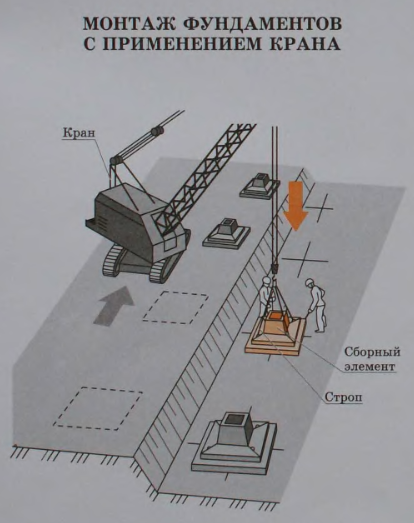 МОНТАЖ ФУНДАМЕНТОВ
С ПРИМЕНЕНИЕМ КРАНА
Кран
Сборный
элемент
Строп